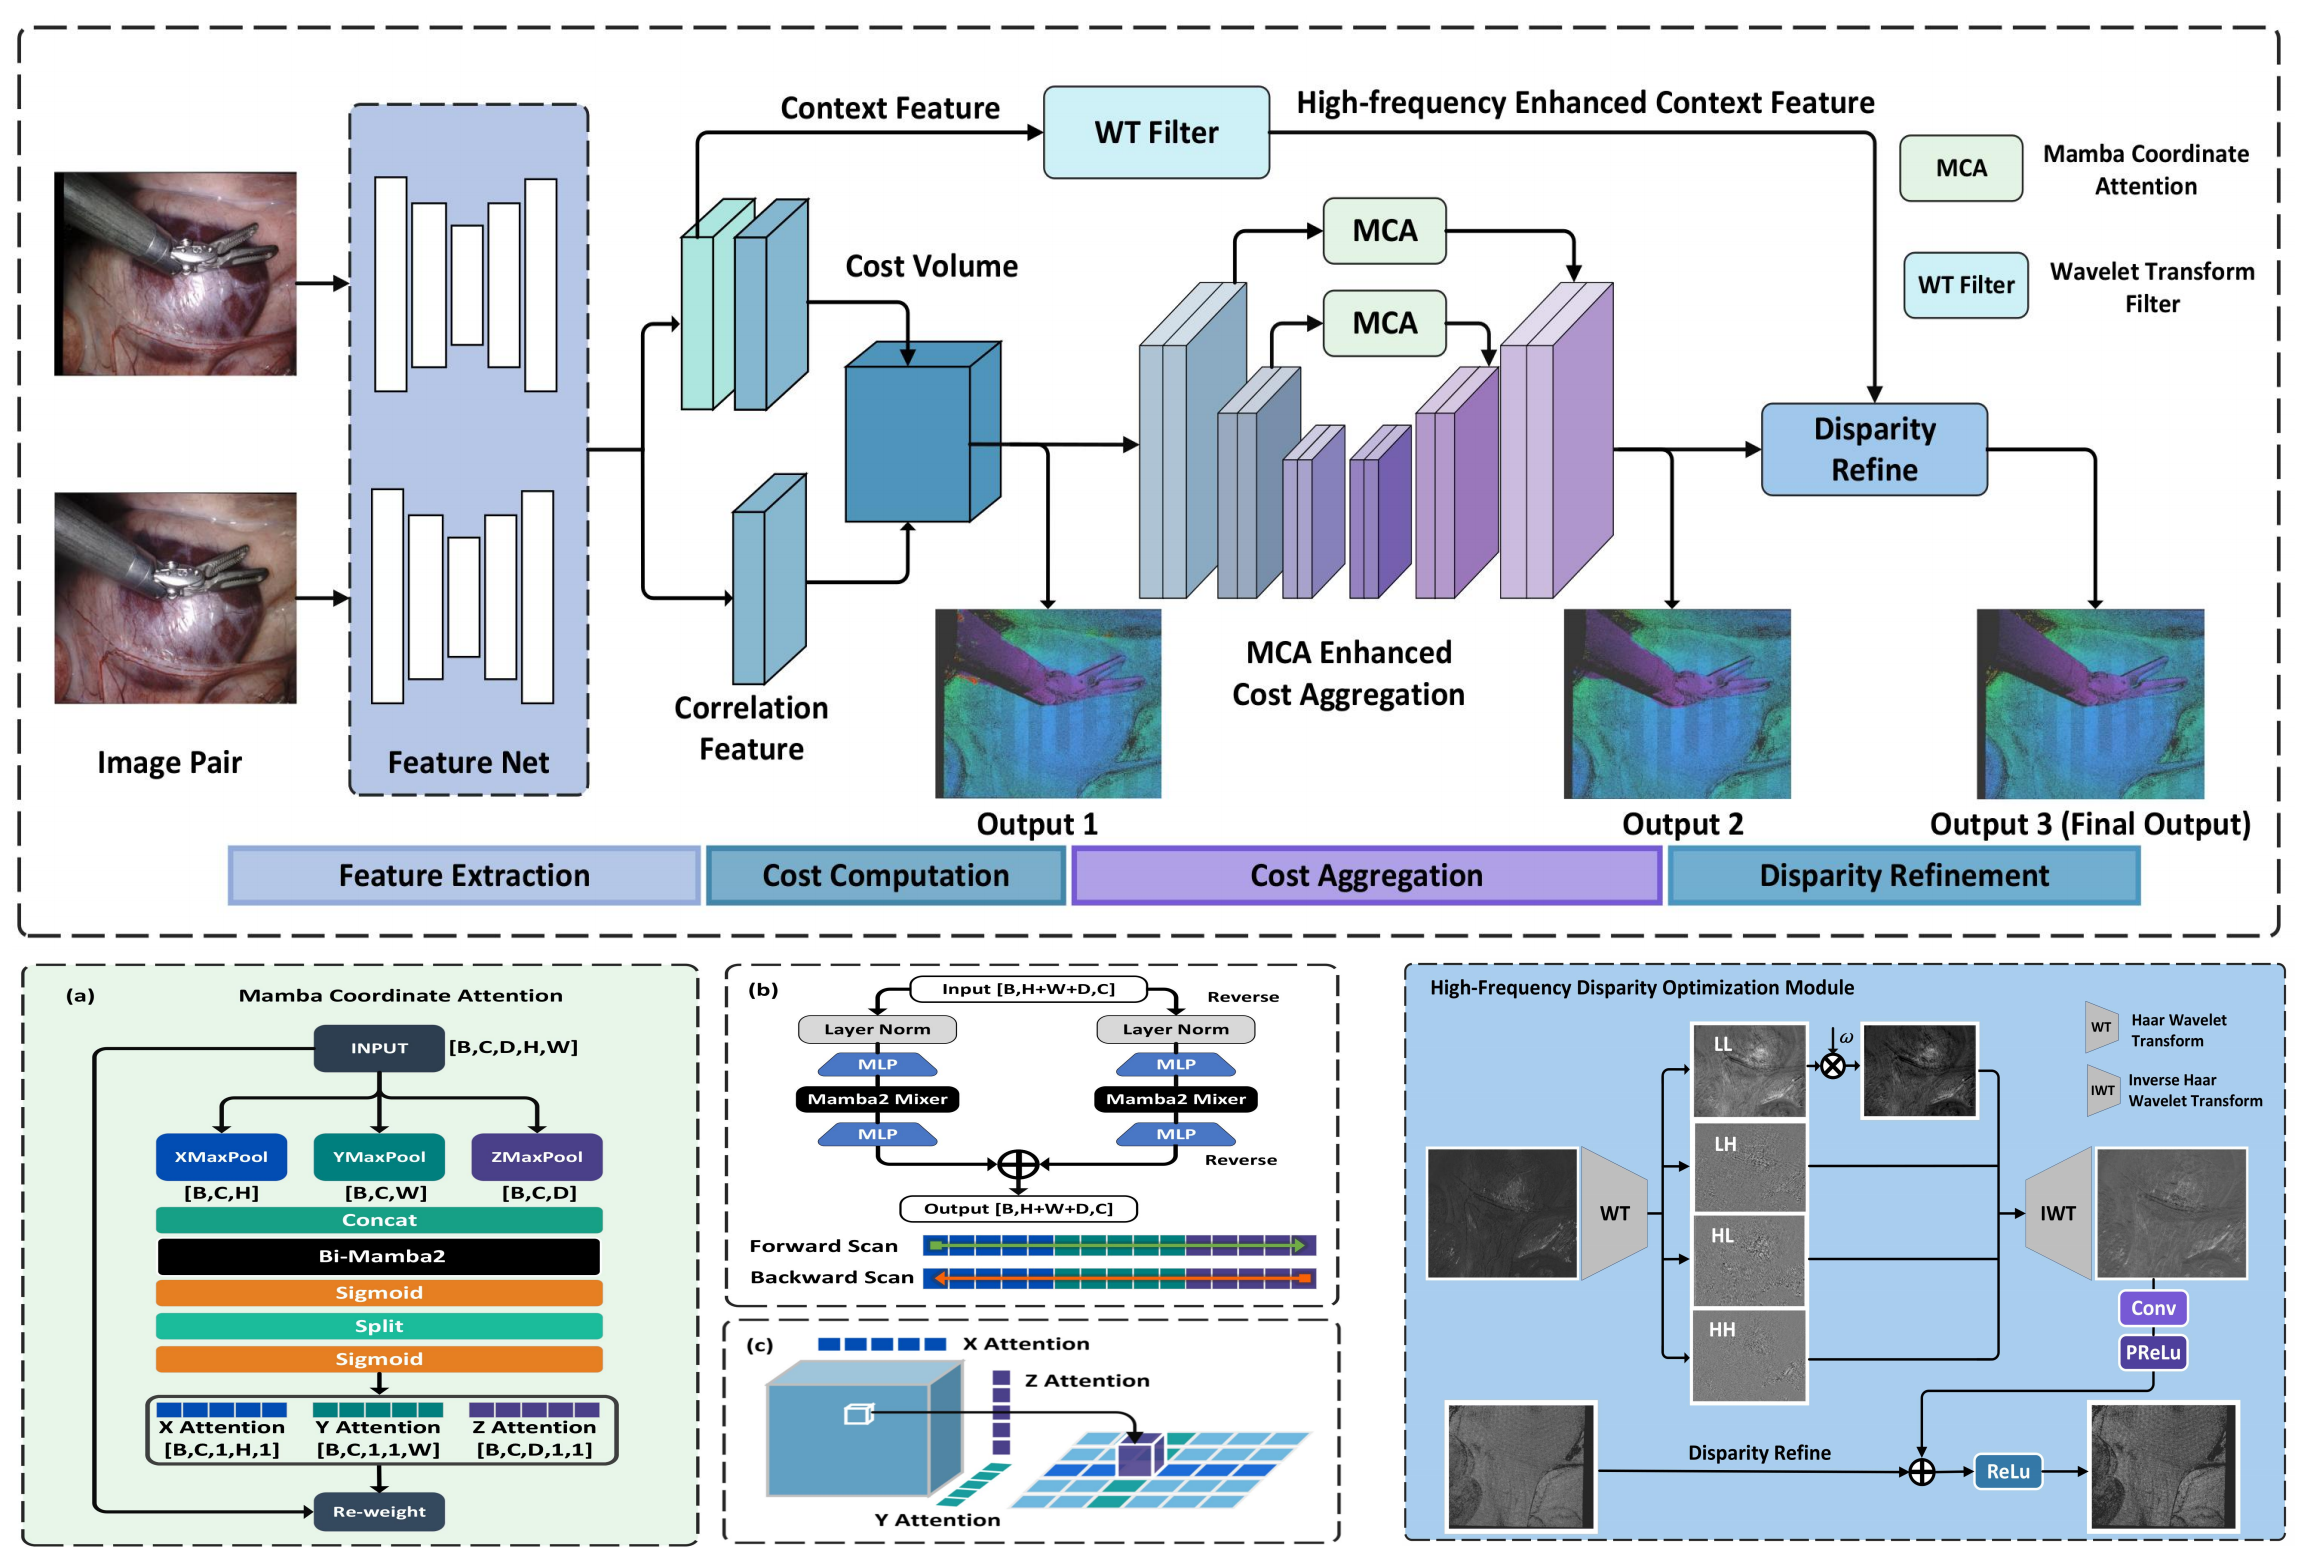 Context Feature
WT Filter
High-frequency Enhanced Context Feature
MCA
Mamba Coordinate
Attention
MCA
Cost Volume
WT Filter
Wavelet Transform
Filter
MCA
Disparity
Refine
MCA Enhanced
Cost Aggregation
Correlation
Feature
Image Pair
Feature Net
Output 1
Output 2
Output 3 (Final Output)
Feature Extraction
Cost Computation
Cost Aggregation
Disparity Refinement
(a)
Mamba Coordinate Attention
INPUT
[B,C,D,H,W]
XMaxPool
YMaxPool
ZMaxPool
[B,C,H]
[B,C,W]
[B,C,D]
Concat
Bi-Mamba2
Sigmoid
Split
Sigmoid
X Attention
Y Attention
Z Attention
[B,C,1,H,1]
[B,C,1,1,W]
[B,C,D,1,1]
Re-weight
(b)
Input [B,H+W+D,C]
Reverse
Layer Norm
Layer Norm
MLP
MLP
Mamba2 Mixer
Mamba2 Mixer
MLP
MLP
Reverse
Output [B,H+W+D,C]
Forward Scan
Backward Scan
(c)
X Attention
Z Attention
Y Attention
High-Frequency Disparity Optimization Module
LL
ω
WT
Haar Wavelet
Transform
IWT
Inverse Haar
Wavelet Transform
LH
WT
HL
IWT
HH
Conv
PReLu
Disparity Refine
ReLu